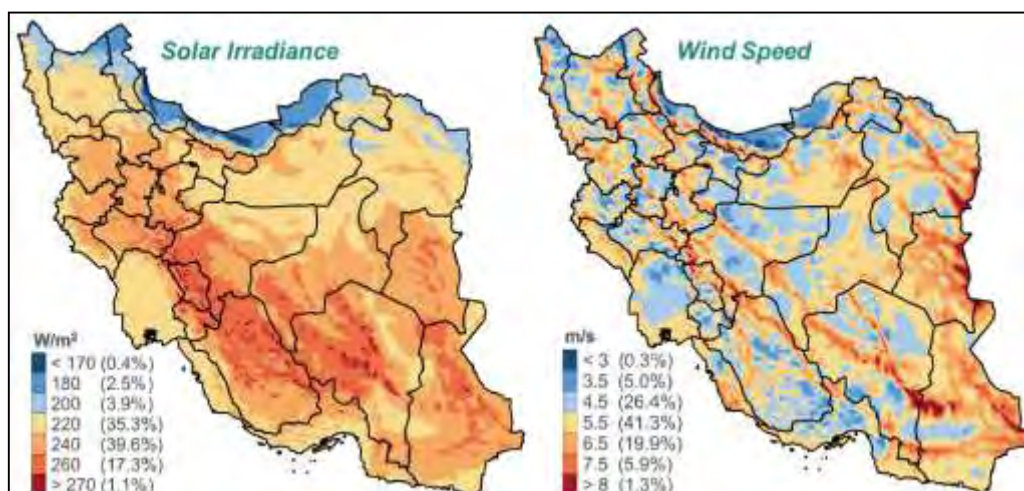 Solar Irradiance
W/m²
< 170 (0.4%)
180 (2.5%)
200 (3.9%)
220 (35.3%)
240 (39.6%)
260 (17.3%)
> 270 (1.1%)
Wind Speed
m/s
< 3 (0.3%)
3.5 (5.0%)
4.5 (26.4%)
5.5 (41.3%)
6.5 (19.9%)
7.5 (5.9%)
> 8 (1.3%)